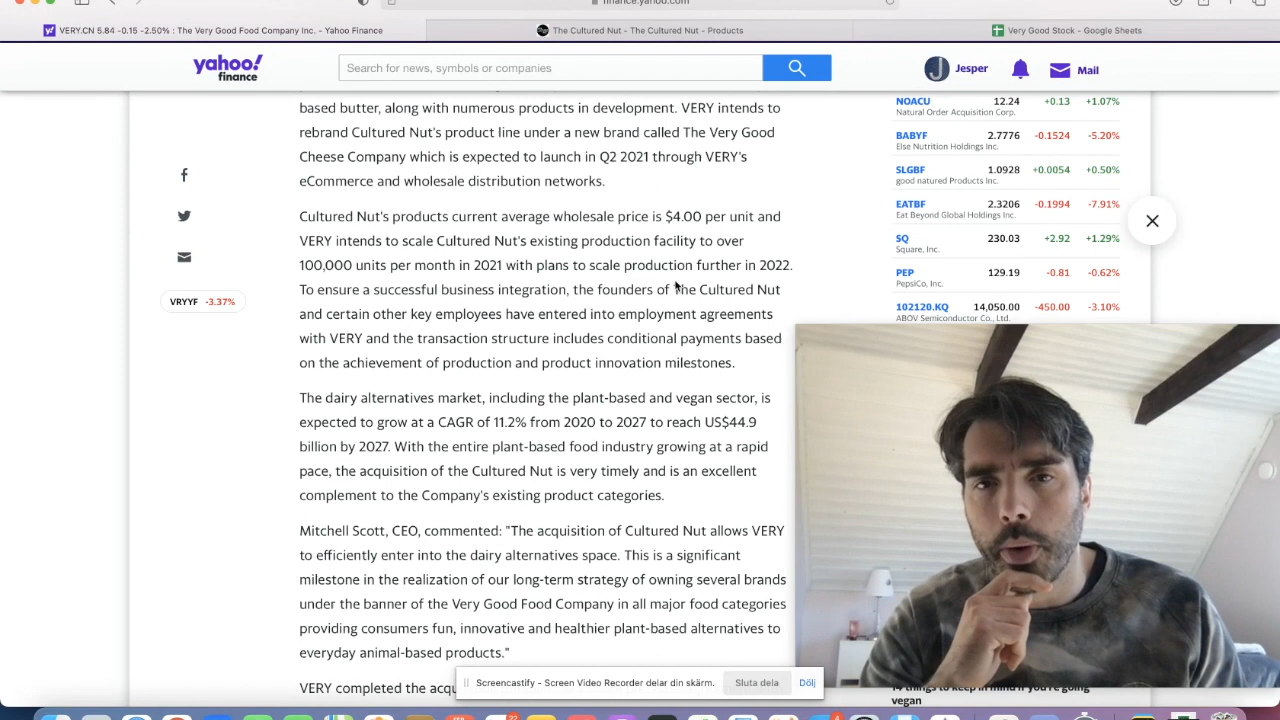 finance.yahoo.com
VERY.CN 5.84 -0.15 -2.50% : The Very Good Food Company Inc. - Yahoo Finance
The Cultured Nut - The Cultured Nut - Products
Very Good Stock - Google Sheets
yahoo!
finance
Search for news, symbols or companies
Jesper
Mail
based butter, along with numerous products in development. VERY intends to
rebrand Cultured Nut's product line under a new brand called The Very Good
Cheese Company which is expected to launch in Q2 2021 through VERY's
eCommerce and wholesale distribution networks.
Cultured Nut's products current average wholesale price is $4.00 per unit and
VERY intends to scale Cultured Nut's existing production facility to over
100,000 units per month in 2021 with plans to scale production further in 2022.
To ensure a successful business integration, the founders of The Cultured Nut
and certain other key employees have entered into employment agreements
with VERY and the transaction structure includes conditional payments based
on the achievement of production and product innovation milestones.
The dairy alternatives market, including the plant-based and vegan sector, is
expected to grow at a CAGR of 11.2% from 2020 to 2027 to reach US$44.9
billion by 2027. With the entire plant-based food industry growing at a rapid
pace, the acquisition of the Cultured Nut is very timely and is an excellent
complement to the Company's existing product categories.
Mitchell Scott, CEO, commented: "The acquisition of Cultured Nut allows VERY
to efficiently enter into the dairy alternatives space. This is a significant
milestone in the realization of our long-term strategy of owning several brands
under the banner of the Very Good Food Company in all major food categories
providing consumers fun, innovative and healthier plant-based alternatives to
everyday animal-based products."
VERY completed the acqu
VRYYF -3.37%
NOACU 12.24 +0.13 +1.07%
Natural Order Acquisition Corp.
BABYF 2.7776 -0.1524 -5.20%
Else Nutrition Holdings Inc.
SLGBF 1.0928 +0.0054 +0.50%
good natured Products Inc.
EATBF 2.3206 -0.1994 -7.91%
Eat Beyond Global Holdings Inc.
SQ 230.03 +2.92 +1.29%
Square, Inc.
PEP 129.19 -0.81 -0.62%
PepsiCo, Inc.
102120.KQ 14,050.00 -450.00 -3.10%
ABOV Semiconductor Co., Ltd.
14 things to keep in mind if you're going
vegan
Screencastify - Screen Video Recorder delar din skärm.
Sluta dela
Dölj